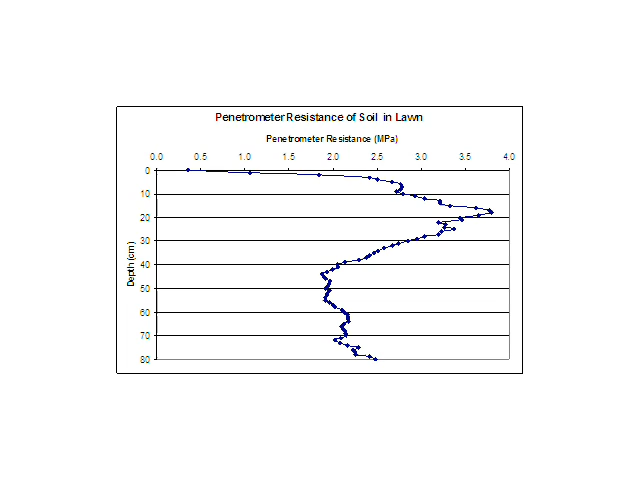 Penetrometer Resistance of Soil in Lawn
Penetrometer Resistance (MPa)
0.0 0.5 1.0 1.5 2.0 2.5 3.0 3.5 4.0
0
10
20
30
40
50
60
70
80
Depth (cm)